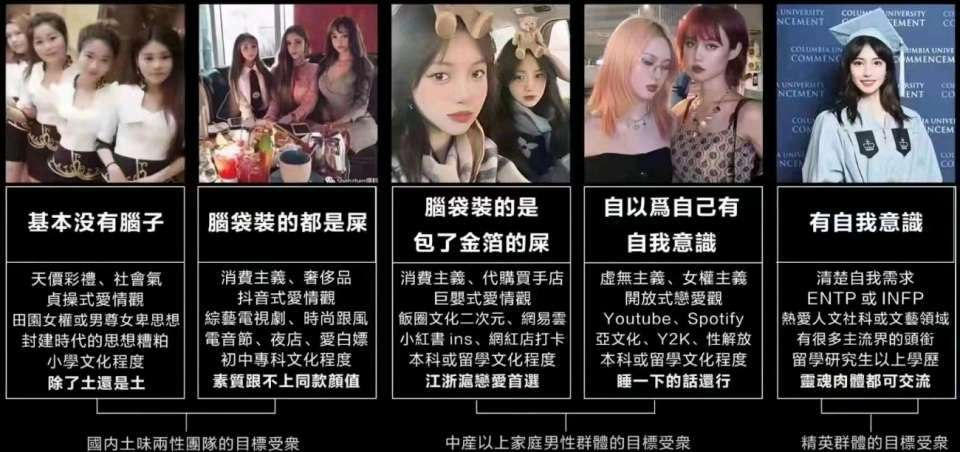 COLUMBIA UNIVERSITY
COMMENCEMENT
基本没有腦子
天價彩禮、社會氣
貞操式愛情觀
田園女權或男尊女卑思想
封建時代的思想糟粕
小學文化程度
除了土還是土
腦袋裝的都是屎
消費主義、奢侈品
抖音式愛情觀
綜藝電視劇、時尚跟風
電音節、夜店、愛白嫖
初中專科文化程度
素質跟不上同款顔值
腦袋裝的是
包了金箔的屎
消費主義、代購買手店
巨嬰式愛情觀
飯圈文化二次元、網易雲
小紅書 ins、網紅店打卡
本科或留學文化程度
江浙滬戀愛首選
自以爲自己有
自我意識
虛無主義、女權主義
開放式戀愛觀
Youtube、Spotify
亞文化、Y2K、性解放
本科或留學文化程度
睡一下的話還行
有自我意識
清楚自我需求
ENTP 或 INFP
熱愛人文社科或文藝領域
有很多主流界的頭銜
留學研究生以上學歷
靈魂肉體都可交流
國内土味兩性團隊的目標受衆
中産以上家庭男性群體的目標受衆
精英群體的目標受衆